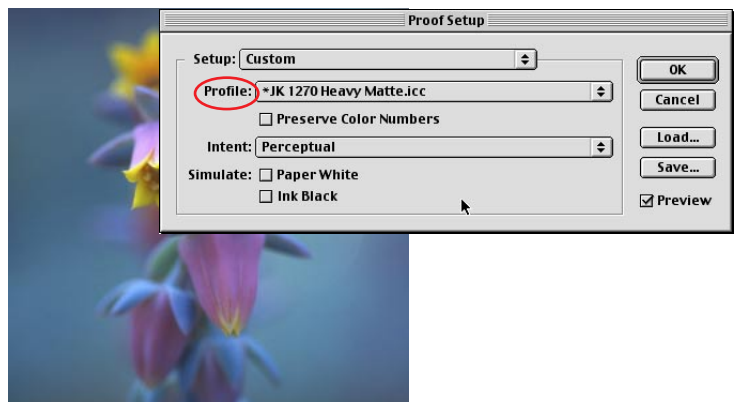 Proof Setup
Setup: Custom
Profile: *JK 1270 Heavy Matte.icc
Preserve Color Numbers
Intent: Perceptual
Simulate: Paper White
Ink Black
OK
Cancel
Load...
Save...
Preview